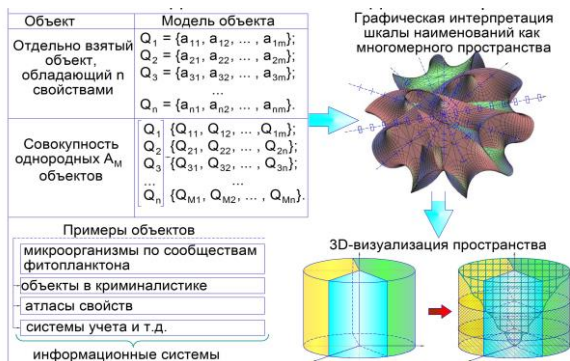 Объект
Модель объекта
Отдельно взятый
объект,
обладающий n
свойствами
Q1 = {a11, a12, ... , a1m};
Q2 = {a21, a22, ... , a2m};
Q3 = {a31, a32, ... , a3m};
...
Qn = {an1, an2, ... , anm}.
Совокупность
однородных AM
объектов
Q1 {Q11, Q12, ... ,Q1m};
Q2 {Q21, Q22, ... , Q2n};
Q3 {Q31, Q32, ... , Q3n};
... ...
Qn {QM1, QM2, ... , QMn}.
Примеры объектов
микроорганизмы по сообществам
фитопланктона
объекты в криминалистике
атласы свойств
системы учета и т.д.
информационные системы
Графическая интерпретация
шкалы наименований как
многомерного пространства
3D-визуализация пространства